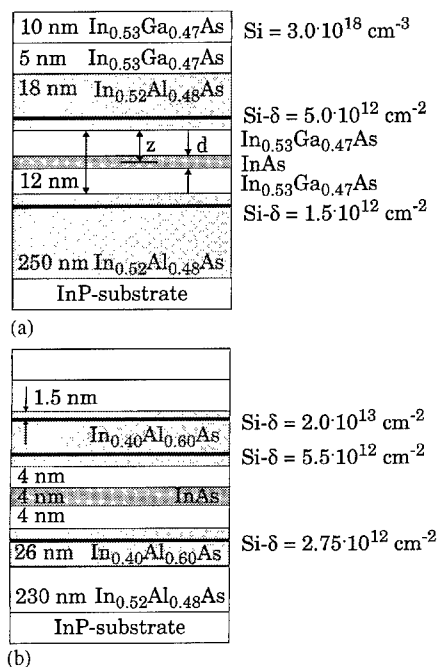 10 nm In0.53Ga0.47As Si = 3.0·10^18 cm^-3
5 nm In0.53Ga0.47As
18 nm In0.52Al0.48As
Si-δ = 5.0·10^12 cm^-2
z d In0.53Ga0.47As
InAs
12 nm In0.53Ga0.47As
Si-δ = 1.5·10^12 cm^-2
250 nm In0.52Al0.48As
InP-substrate
(a)
1.5 nm
Si-δ = 2.0·10^13 cm^-2
In0.40Al0.60As
Si-δ = 5.5·10^12 cm^-2
4 nm
4 nm InAs
4 nm
Si-δ = 2.75·10^12 cm^-2
26 nm In0.40Al0.60As
230 nm In0.52Al0.48As
InP-substrate
(b)